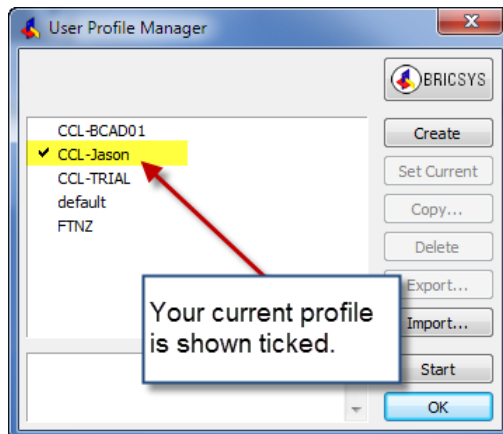 User Profile Manager
BRICSYS
CCL-BCAD01
✔ CCL-Jason
CCL-TRIAL
default
FTNZ
Create
Set Current
Copy...
Delete
Export...
Import...
Start
OK
Your current profile
is shown ticked.